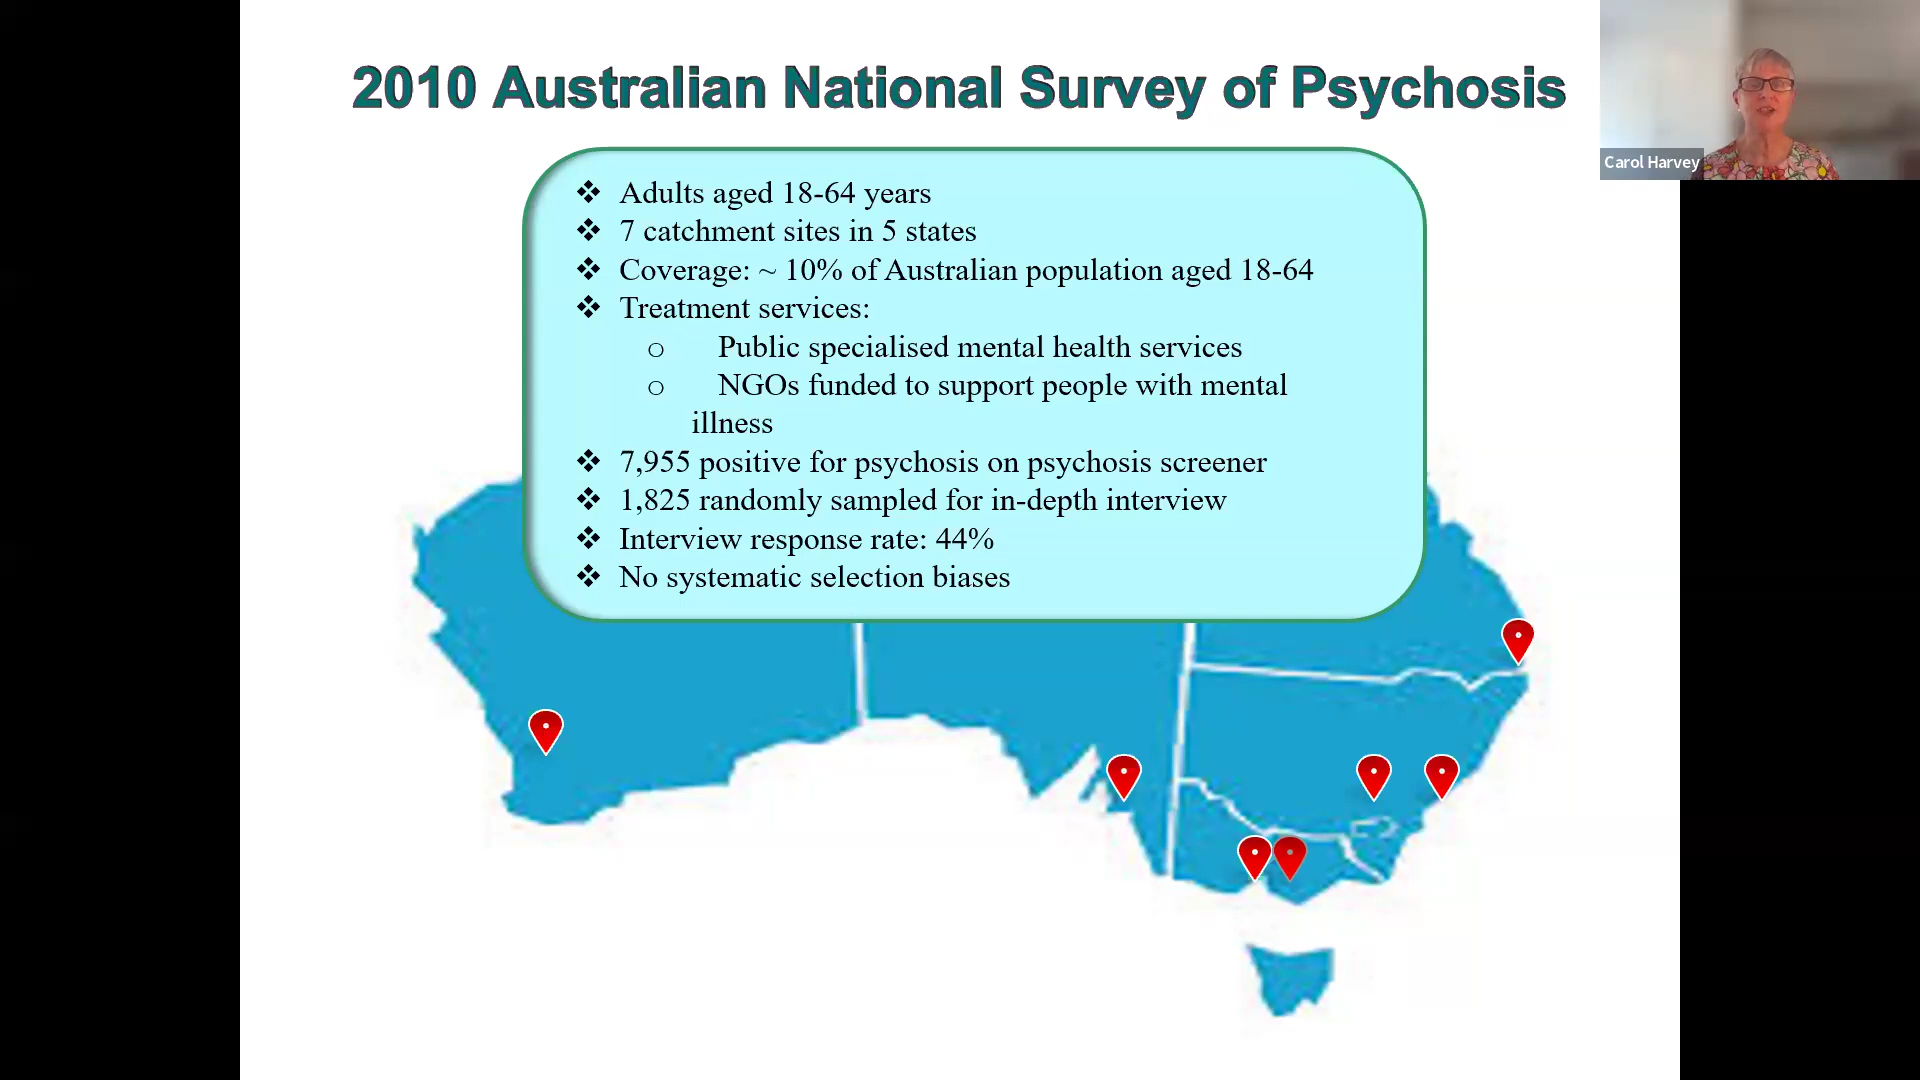 2010 Australian National Survey of Psychosis
Carol Harvey
❖ Adults aged 18-64 years
❖ 7 catchment sites in 5 states
❖ Coverage: ~ 10% of Australian population aged 18-64
❖ Treatment services:
o Public specialised mental health services
o NGOs funded to support people with mental
illness
❖ 7,955 positive for psychosis on psychosis screener
❖ 1,825 randomly sampled for in-depth interview
❖ Interview response rate: 44%
❖ No systematic selection biases